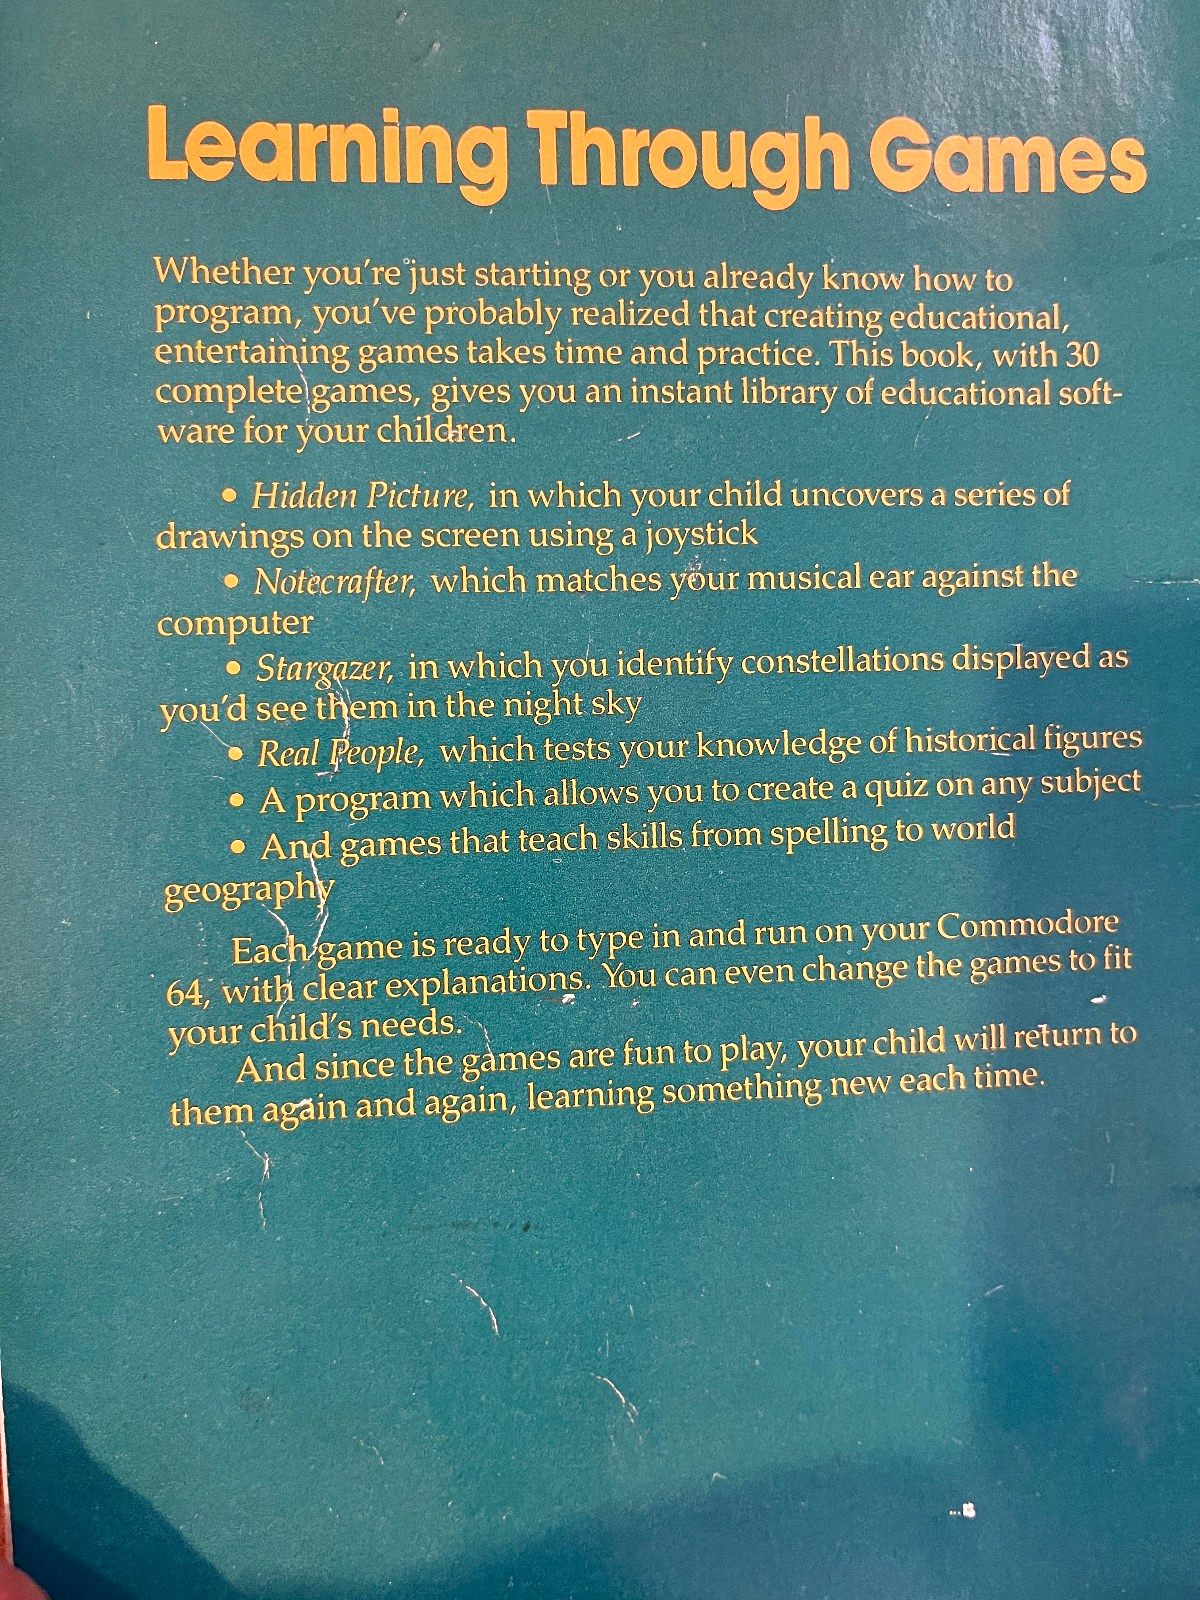 Learning Through Games
Whether you're just starting or you already know how to
program, you've probably realized that creating educational,
entertaining games takes time and practice. This book, with 30
complete games, gives you an instant library of educational soft-
ware for your children.
• Hidden Picture, in which your child uncovers a series of
drawings on the screen using a joystick
• Notecrafter, which matches your musical ear against the
computer
• Stargazer, in which you identify constellations displayed as
you'd see them in the night sky
• Real People, which tests your knowledge of historical figures
• A program which allows you to create a quiz on any subject
• And games that teach skills from spelling to world
geography
Each game is ready to type in and run on your Commodore
64, with clear explanations. You can even change the games to fit
your child's needs.
And since the games are fun to play, your child will return to
them again and again, learning something new each time.